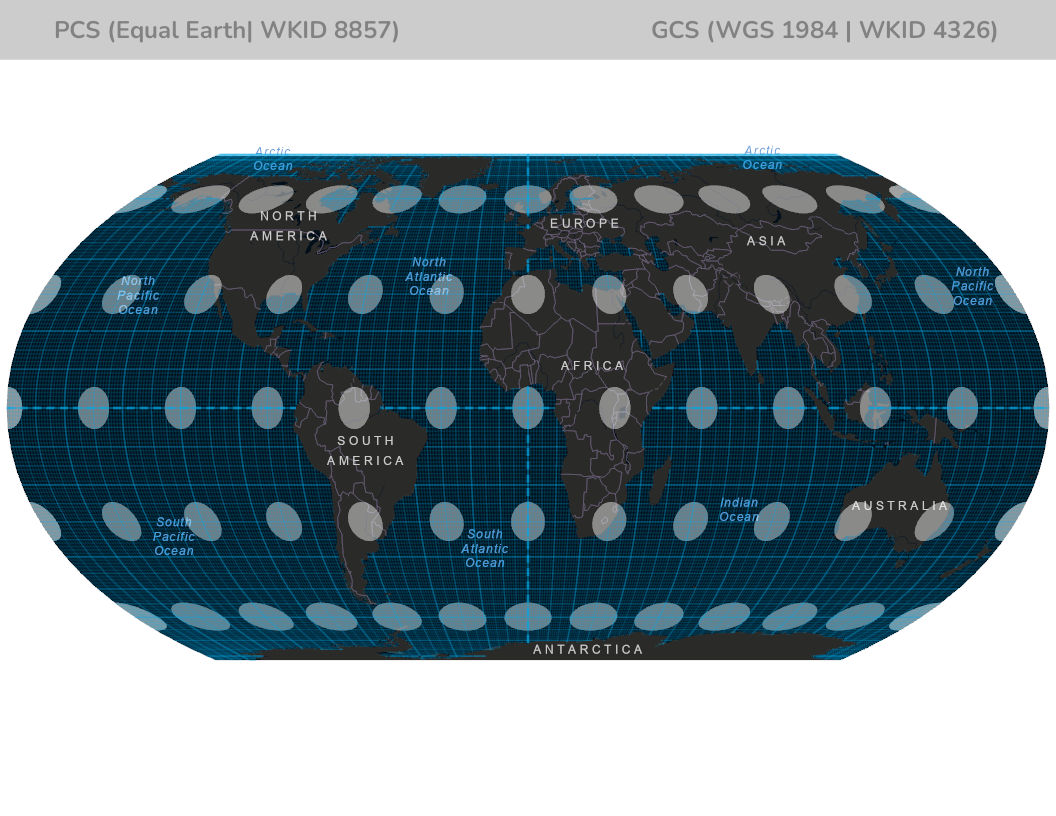 PCS (Equal Earth| WKID 8857)
GCS (WGS 1984 | WKID 4326)
Arctic
Ocean
Arctic
Ocean
NORTH
AMERICA
EUROPE
ASIA
North
Pacific
Ocean
North
Atlantic
Ocean
North
Pacific
Ocean
AFRICA
SOUTH
AMERICA
South
Pacific
Ocean
South
Atlantic
Ocean
Indian
Ocean
AUSTRALIA
ANTARCTICA